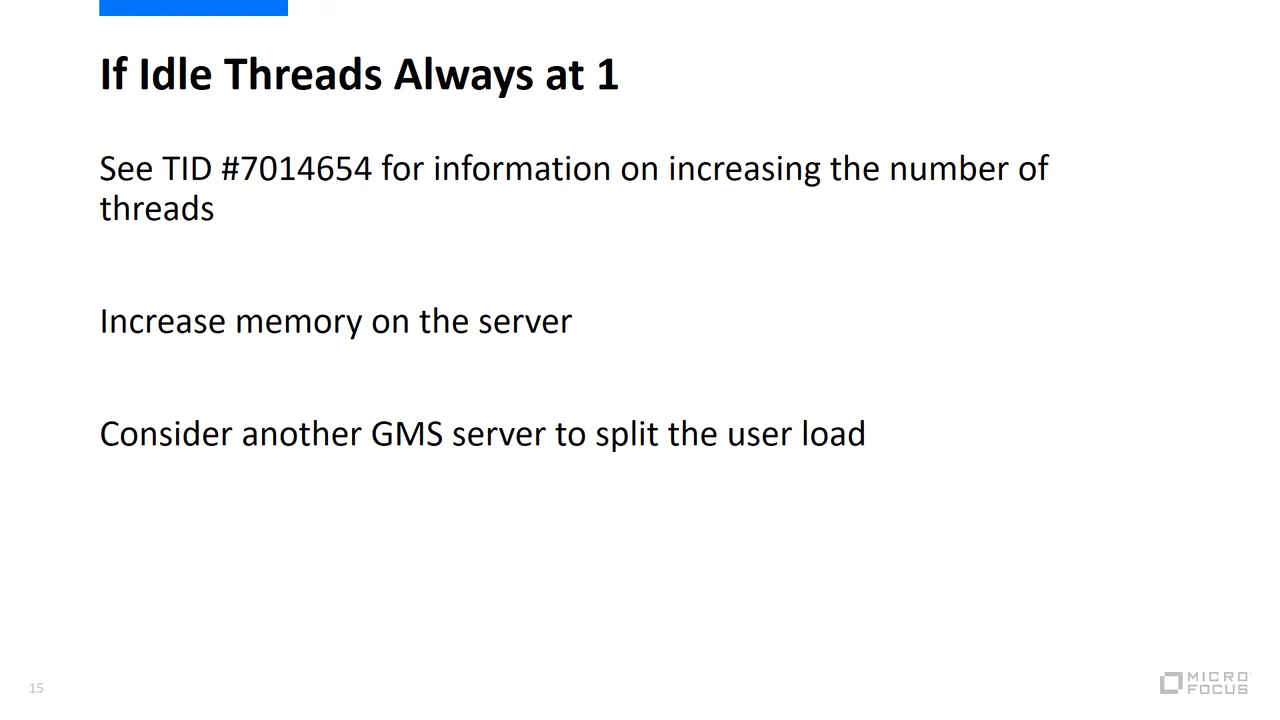 If Idle Threads Always at 1
See TID #7014654 for information on increasing the number of
threads
Increase memory on the server
Consider another GMS server to split the user load
15
MICRO
FOCUS